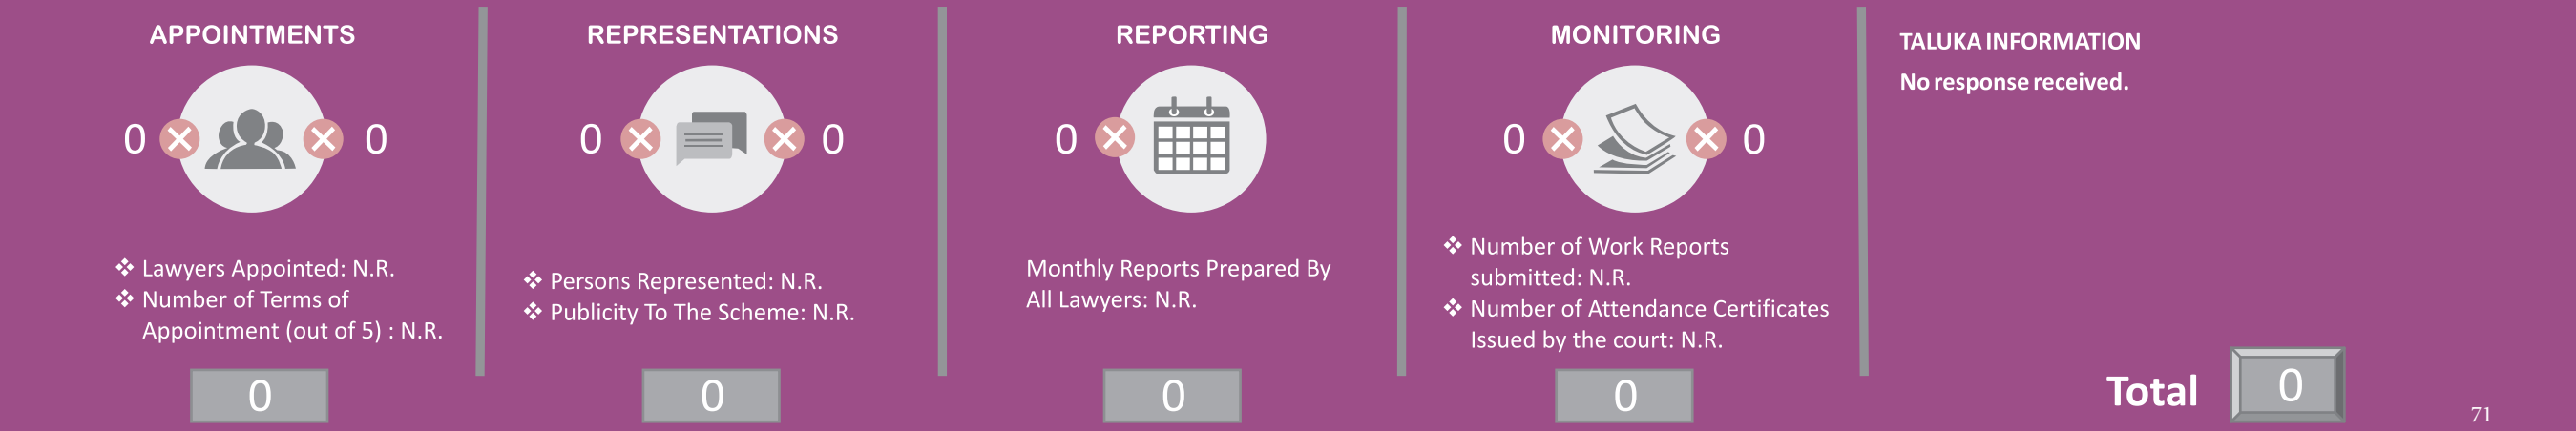 APPOINTMENTS
0 0
❖ Lawyers Appointed: N.R.
❖ Number of Terms of
Appointment (out of 5) : N.R.
0
REPRESENTATIONS
0 0
❖ Persons Represented: N.R.
❖ Publicity To The Scheme: N.R.
0
REPORTING
0
Monthly Reports Prepared By
All Lawyers: N.R.
0
MONITORING
0 0
❖ Number of Work Reports
submitted: N.R.
❖ Number of Attendance Certificates
Issued by the court: N.R.
0
TALUKA INFORMATION
No response received.
Total 0
71